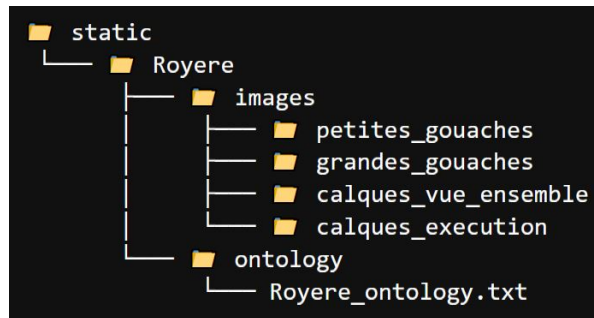 static
Royere
images
petites_gouaches
grandes_gouaches
calques_vue_ensemble
calques_execution
ontology
Royere_ontology.txt